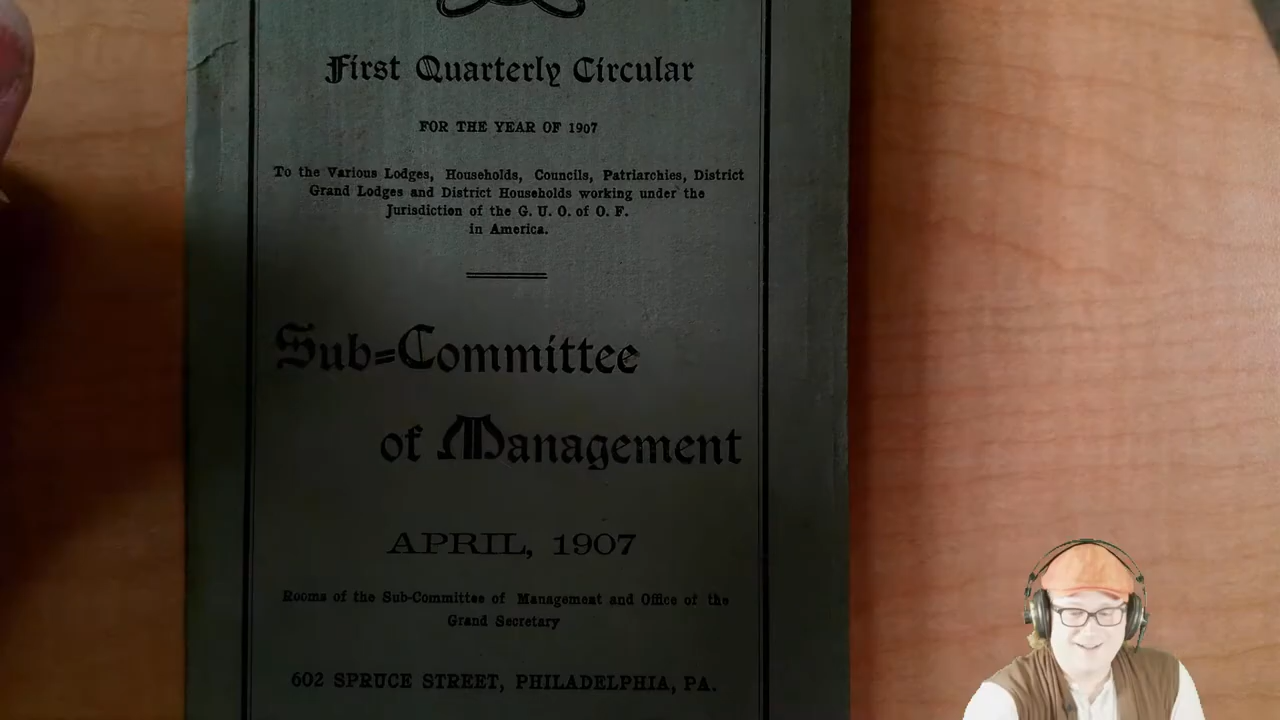 First Quarterly Circular
FOR THE YEAR OF 1907
To the Various Lodges, Households, Councils, Patriarchies, District
Grand Lodges and District Households working under the
Jurisdiction of the G. U. O. of O. F.
in America.
Sub=Committee
of Management
APRIL, 1907
Rooms of the Sub-Committee of Management and Office of the
Grand Secretary
602 SPRUCE STREET, PHILADELPHIA, PA.